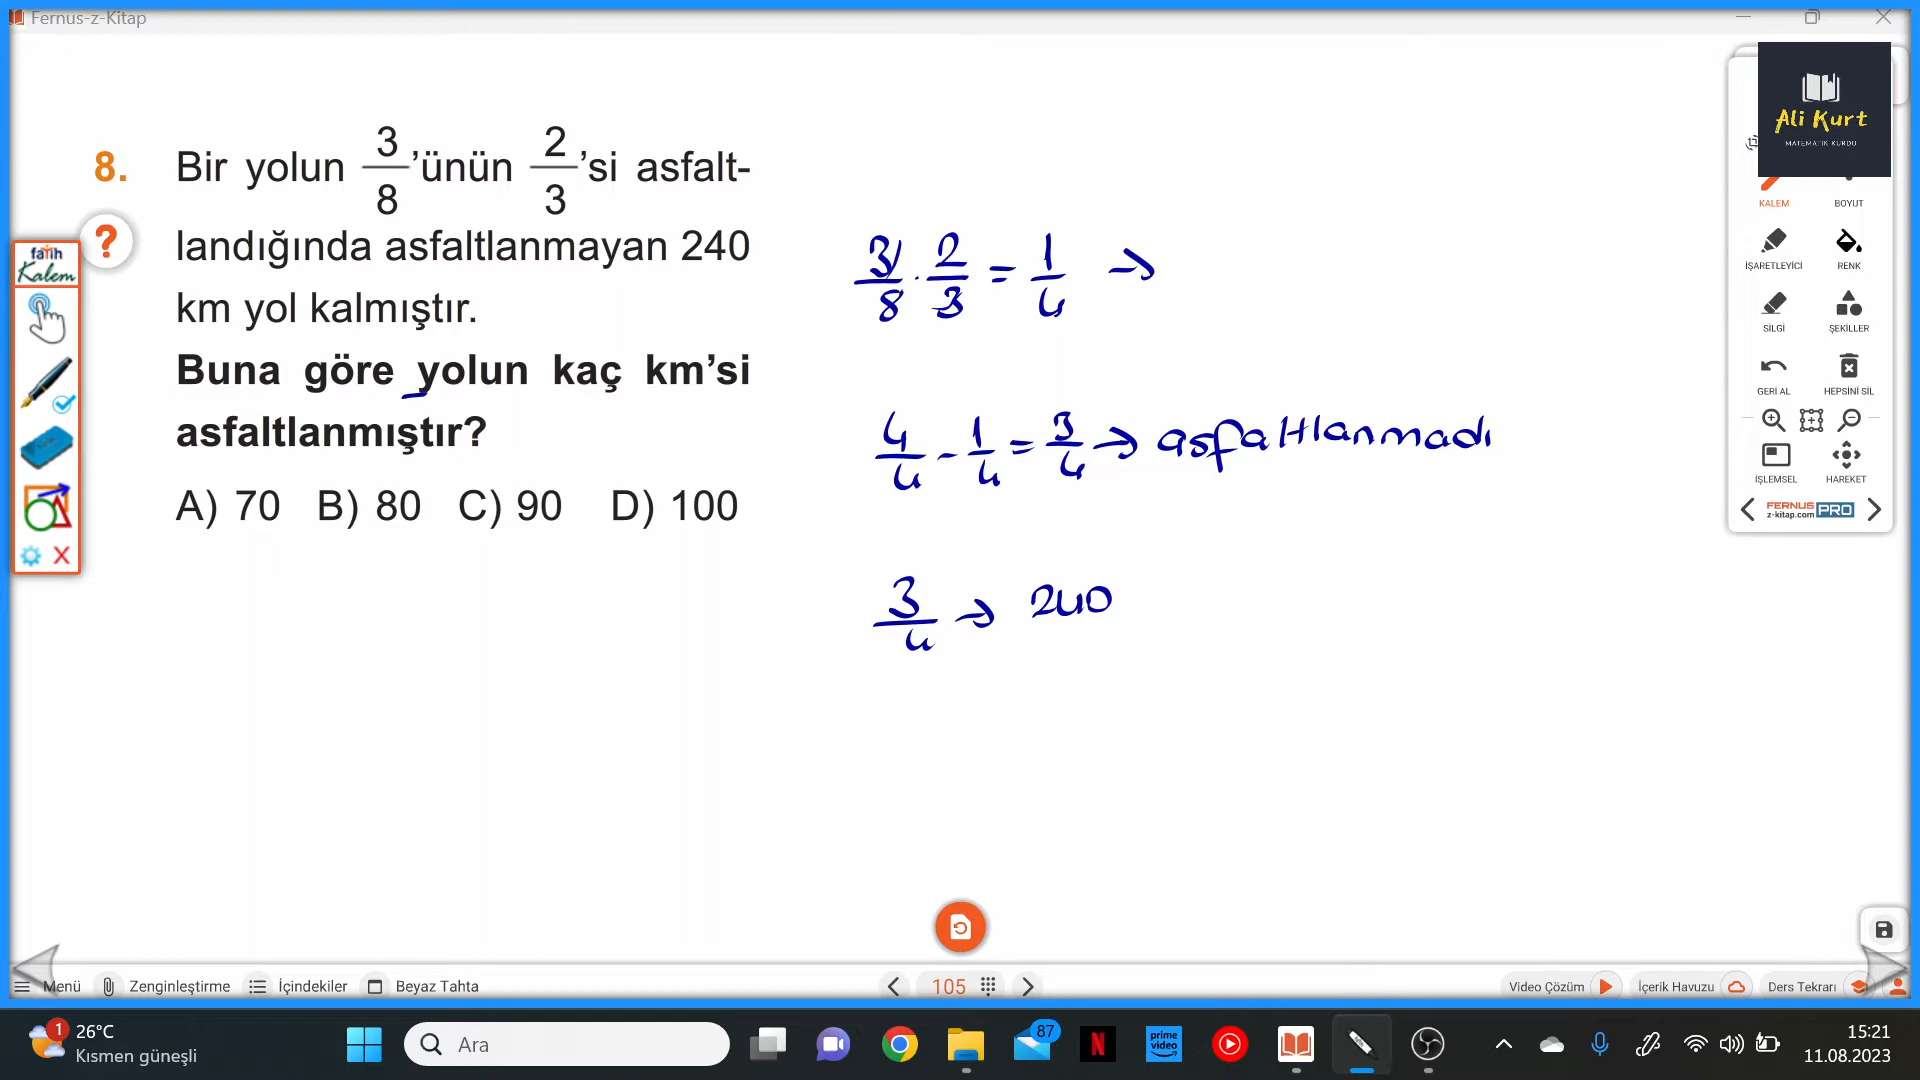 Fernus-z-Kitap
Ali Kurt
MATEMATİK KURDU
8. Bir yolun 3/8 'ünün 2/3 'si asfalt-
landığında asfaltlanmayan 240
km yol kalmıştır.
Buna göre yolun kaç km'si
asfaltlanmıştır?
A) 70 B) 80 C) 90 D) 100
?
fatih
Kalem
3/8 . 2/3 = 1/4 →
4/4 - 1/4 = 3/4 → asfaltlanmadı
3/4 → 240
KALEM BOYUT
İŞARETLEYİCİ RENK
SİLGİ ŞEKİLLER
GERİ AL HEPSİNİ SİL
İŞLEMSEL HAREKET
FERNUS
z-kitap.com PRO
Menü Zenginleştirme İçindekiler Beyaz Tahta 105 Video Çözüm İçerik Havuzu Ders Tekrarı
1 26°C
Kısmen güneşli
Ara
87
N
prime
video
15:21
11.08.2023